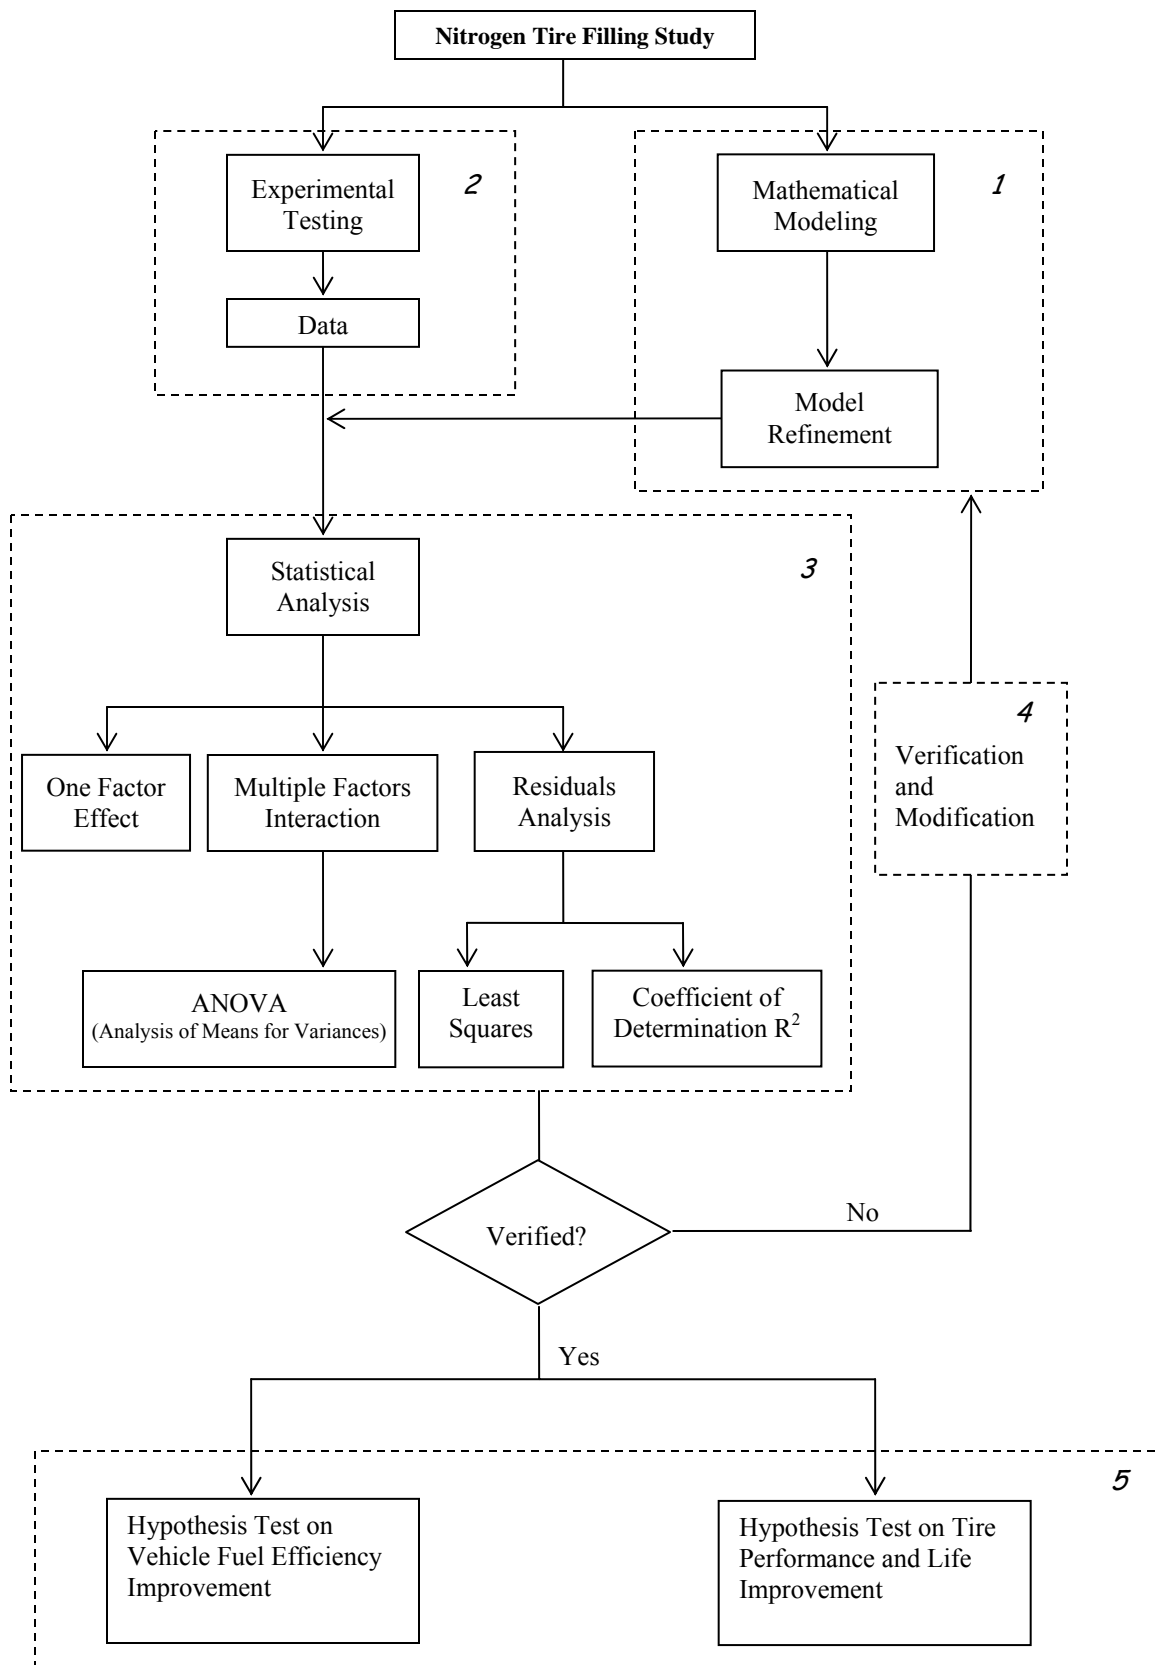 Nitrogen Tire Filling Study
2
1
Experimental
Testing
Mathematical
Modeling
Data
Model
Refinement
3
Statistical
Analysis
4
Verification
and
Modification
One Factor
Effect
Multiple Factors
Interaction
Residuals
Analysis
ANOVA
(Analysis of Means for Variances)
Least
Squares
Coefficient of
Determination R²
Verified?
No
Yes
5
Hypothesis Test on
Vehicle Fuel Efficiency
Improvement
Hypothesis Test on Tire
Performance and Life
Improvement